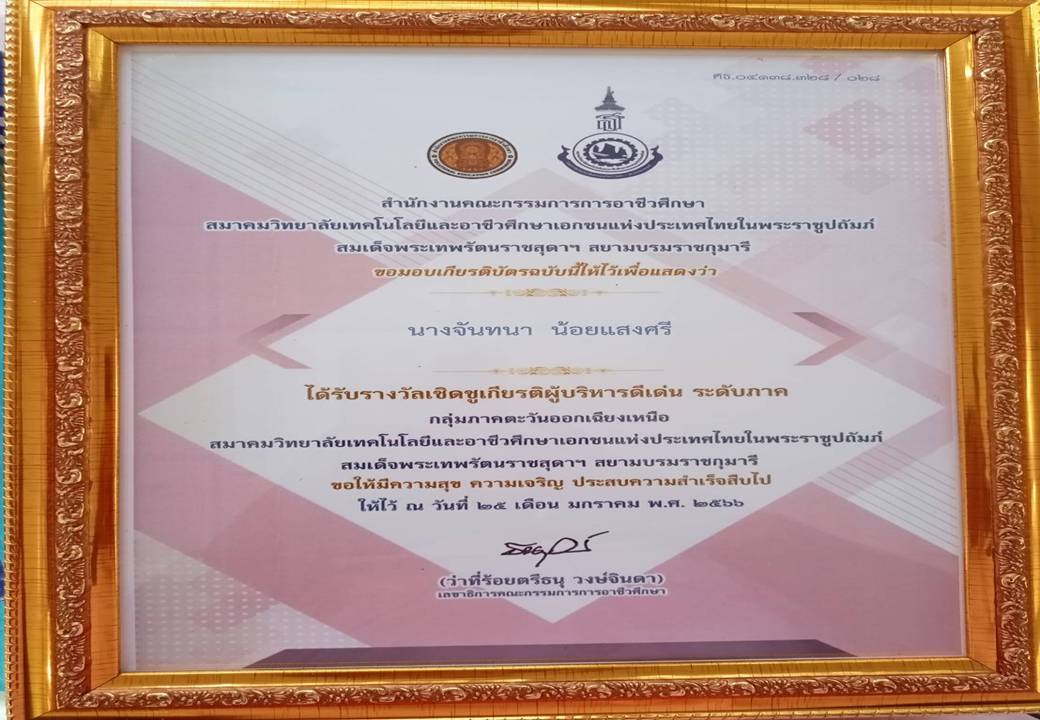 ศธ.๐๔๑๓๘.๓๒๘ / ๐๒๘
สำนักงานคณะกรรมการการอาชีวศึกษา
สมาคมวิทยาลัยเทคโนโลยีและอาชีวศึกษาเอกชนแห่งประเทศไทยในพระราชูปถัมภ์
สมเด็จพระเทพรัตนราชสุดาฯ สยามบรมราชกุมารี
ขอมอบเกียรติบัตรฉบับนี้ให้ไว้เพื่อแสดงว่า
นางจันทนา น้อยแสงศรี
ได้รับรางวัลเชิดชูเกียรติผู้บริหารดีเด่น ระดับภาค
กลุ่มภาคตะวันออกเฉียงเหนือ
สมาคมวิทยาลัยเทคโนโลยีและอาชีวศึกษาเอกชนแห่งประเทศไทยในพระราชูปถัมภ์
สมเด็จพระเทพรัตนราชสุดาฯ สยามบรมราชกุมารี
ขอให้มีความสุข ความเจริญ ประสบความสำเร็จสืบไป
ให้ไว้ ณ วันที่ ๒๕ เดือน มกราคม พ.ศ. ๒๕๖๖
(ว่าที่ร้อยตรีธนุ วงษ์จินดา)
เลขาธิการคณะกรรมการการอาชีวศึกษา